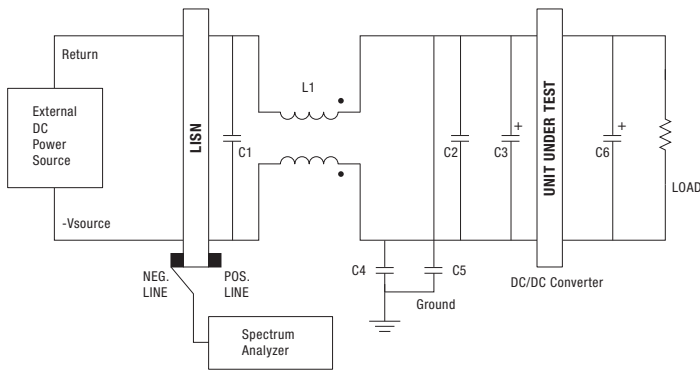 Return
L1
External
DC
Power
Source
LISN
C1
C2
C3
+
UNIT UNDER TEST
C6
+
LOAD
-Vsource
NEG.
LINE
POS.
LINE
C4
C5
Ground
DC/DC Converter
Spectrum
Analyzer